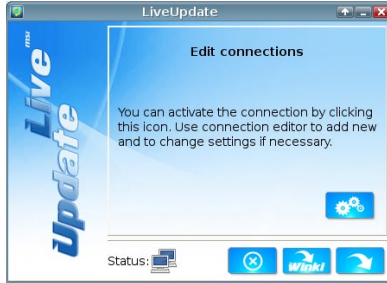 LiveUpdate
msi
Live
Update
Edit connections
You can activate the connection by clicking
this icon. Use connection editor to add new
and to change settings if necessary.
Status:
Winki